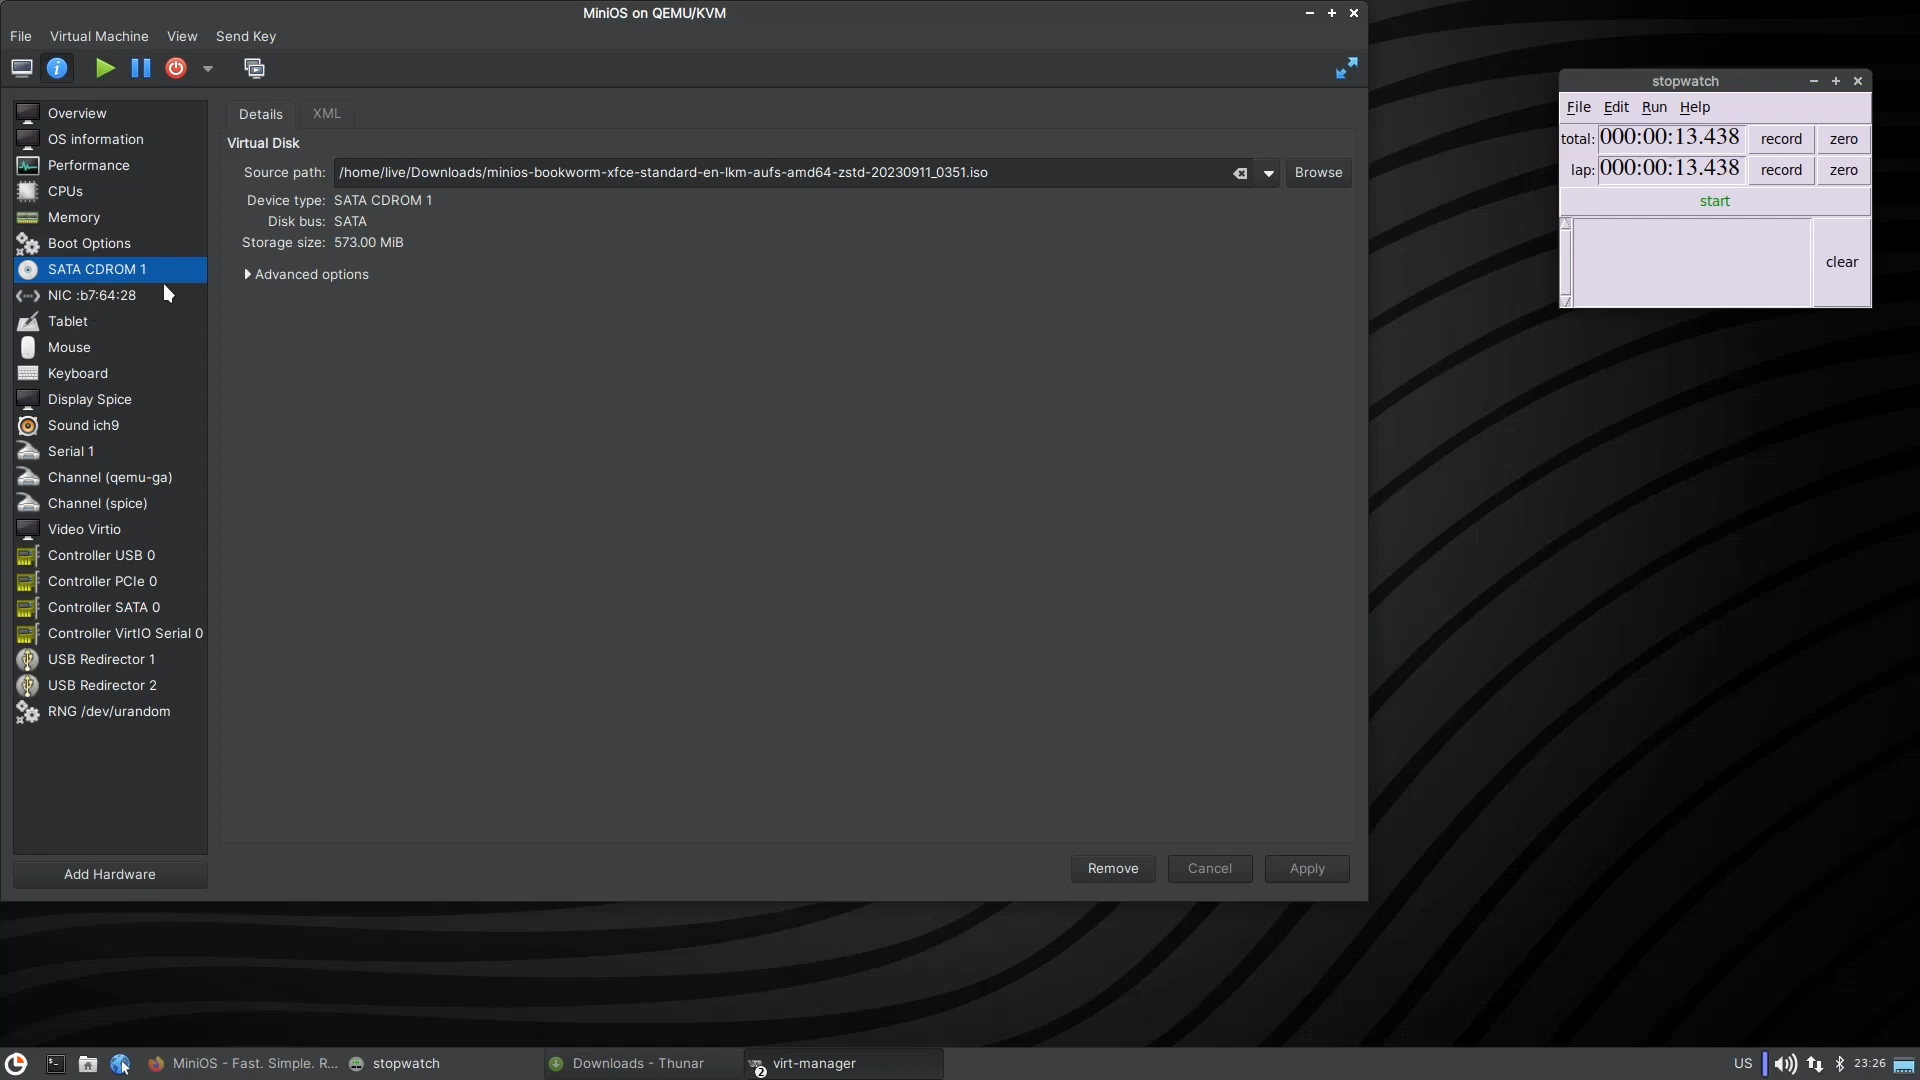 MiniOS on QEMU/KVM
File Virtual Machine View Send Key
Overview
OS information
Performance
CPUs
Memory
Boot Options
SATA CDROM 1
NIC :b7:64:28
Tablet
Mouse
Keyboard
Display Spice
Sound ich9
Serial 1
Channel (qemu-ga)
Channel (spice)
Video Virtio
Controller USB 0
Controller PCIe 0
Controller SATA 0
Controller VirtIO Serial 0
USB Redirector 1
USB Redirector 2
RNG /dev/urandom
Add Hardware
Details XML
Virtual Disk
Source path: /home/live/Downloads/minios-bookworm-xfce-standard-en-lkm-aufs-amd64-zstd-20230911_0351.iso Browse
Device type: SATA CDROM 1
Disk bus: SATA
Storage size: 573.00 MiB
Advanced options
Remove Cancel Apply
stopwatch
File Edit Run Help
total: 000:00:13.438 record zero
lap: 000:00:13.438 record zero
start
clear
MiniOS - Fast. Simple. R... stopwatch Downloads - Thunar 2 virt-manager US 23:26